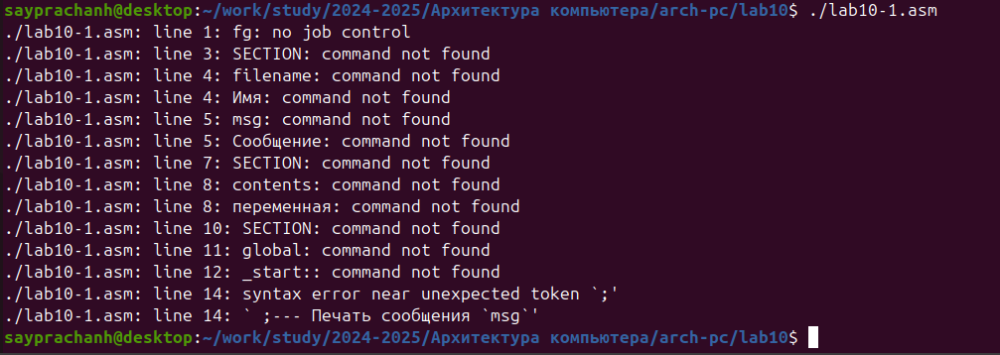 sayprachanh@desktop:~/work/study/2024-2025/Архитектура компьютера/arch-pc/lab10$ ./lab10-1.asm
./lab10-1.asm: line 1: fg: no job control
./lab10-1.asm: line 3: SECTION: command not found
./lab10-1.asm: line 4: filename: command not found
./lab10-1.asm: line 4: Имя: command not found
./lab10-1.asm: line 5: msg: command not found
./lab10-1.asm: line 5: Сообщение: command not found
./lab10-1.asm: line 7: SECTION: command not found
./lab10-1.asm: line 8: contents: command not found
./lab10-1.asm: line 8: переменная: command not found
./lab10-1.asm: line 10: SECTION: command not found
./lab10-1.asm: line 11: global: command not found
./lab10-1.asm: line 12: _start:: command not found
./lab10-1.asm: line 14: syntax error near unexpected token `;'
./lab10-1.asm: line 14: ` ;--- Печать сообщения `msg`'
sayprachanh@desktop:~/work/study/2024-2025/Архитектура компьютера/arch-pc/lab10$